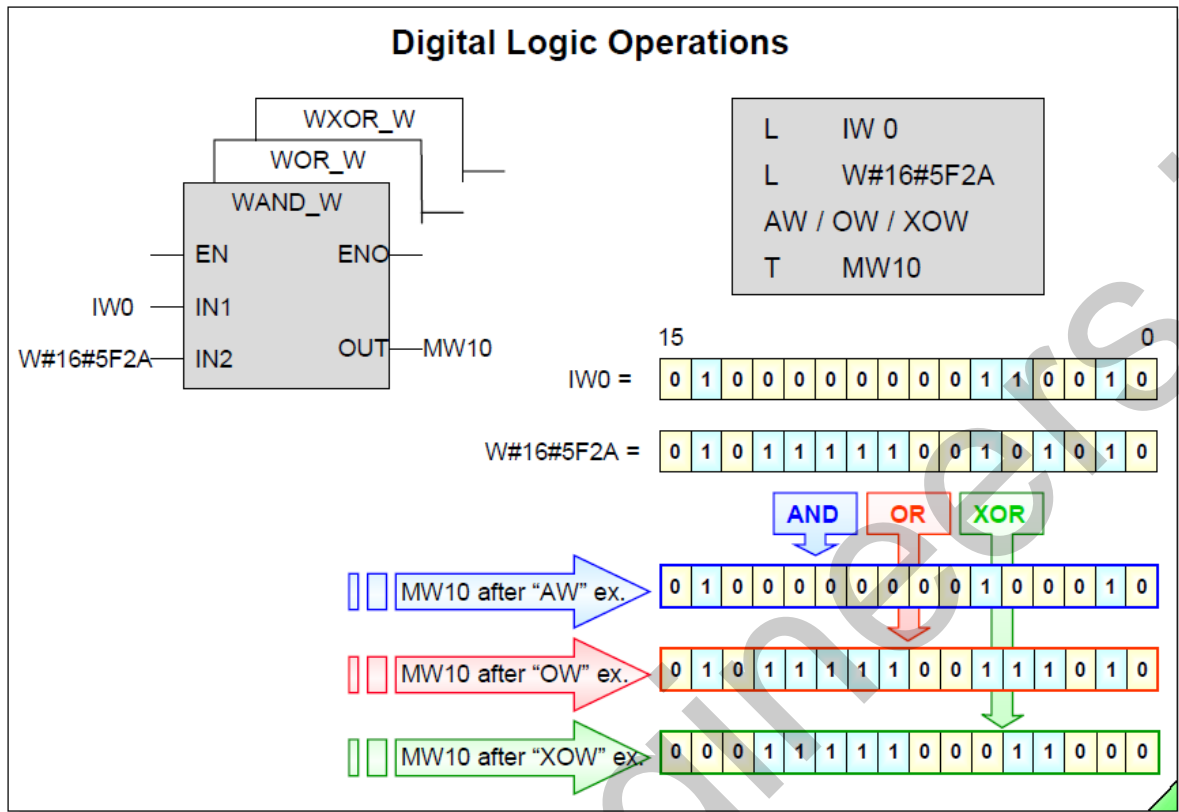 Digital Logic Operations
WXOR_W
WOR_W
WAND_W
EN ENO
IW0 IN1
W#16#5F2A IN2 OUT MW10
L IW 0
L W#16#5F2A
AW / OW / XOW
T MW10
15 0
IW0 = 0 1 0 0 0 0 0 0 0 0 1 1 0 0 1 0
W#16#5F2A = 0 1 0 1 1 1 1 1 0 0 1 0 1 0 1 0
AND OR XOR
MW10 after “AW” ex. 0 1 0 0 0 0 0 0 0 0 1 0 0 0 1 0
MW10 after “OW” ex. 0 1 0 1 1 1 1 1 0 0 1 1 1 0 1 0
MW10 after “XOW” ex. 0 0 0 1 1 1 1 1 0 0 0 1 1 0 0 0